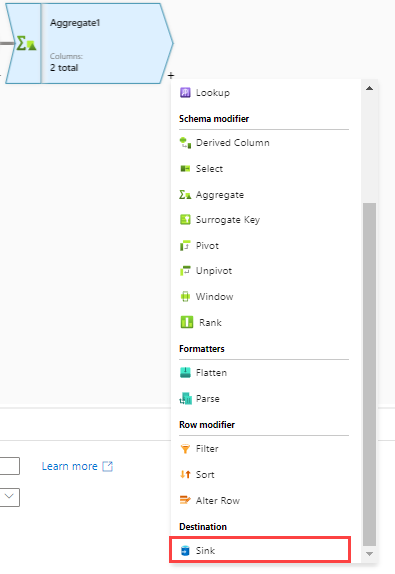 Aggregate1
Columns:
2 total
+
Lookup
Schema modifier
Derived Column
Select
Aggregate
Surrogate Key
Pivot
Unpivot
Window
Rank
Formatters
Flatten
Parse
Row modifier
Filter
Sort
Alter Row
Destination
Sink
Learn more